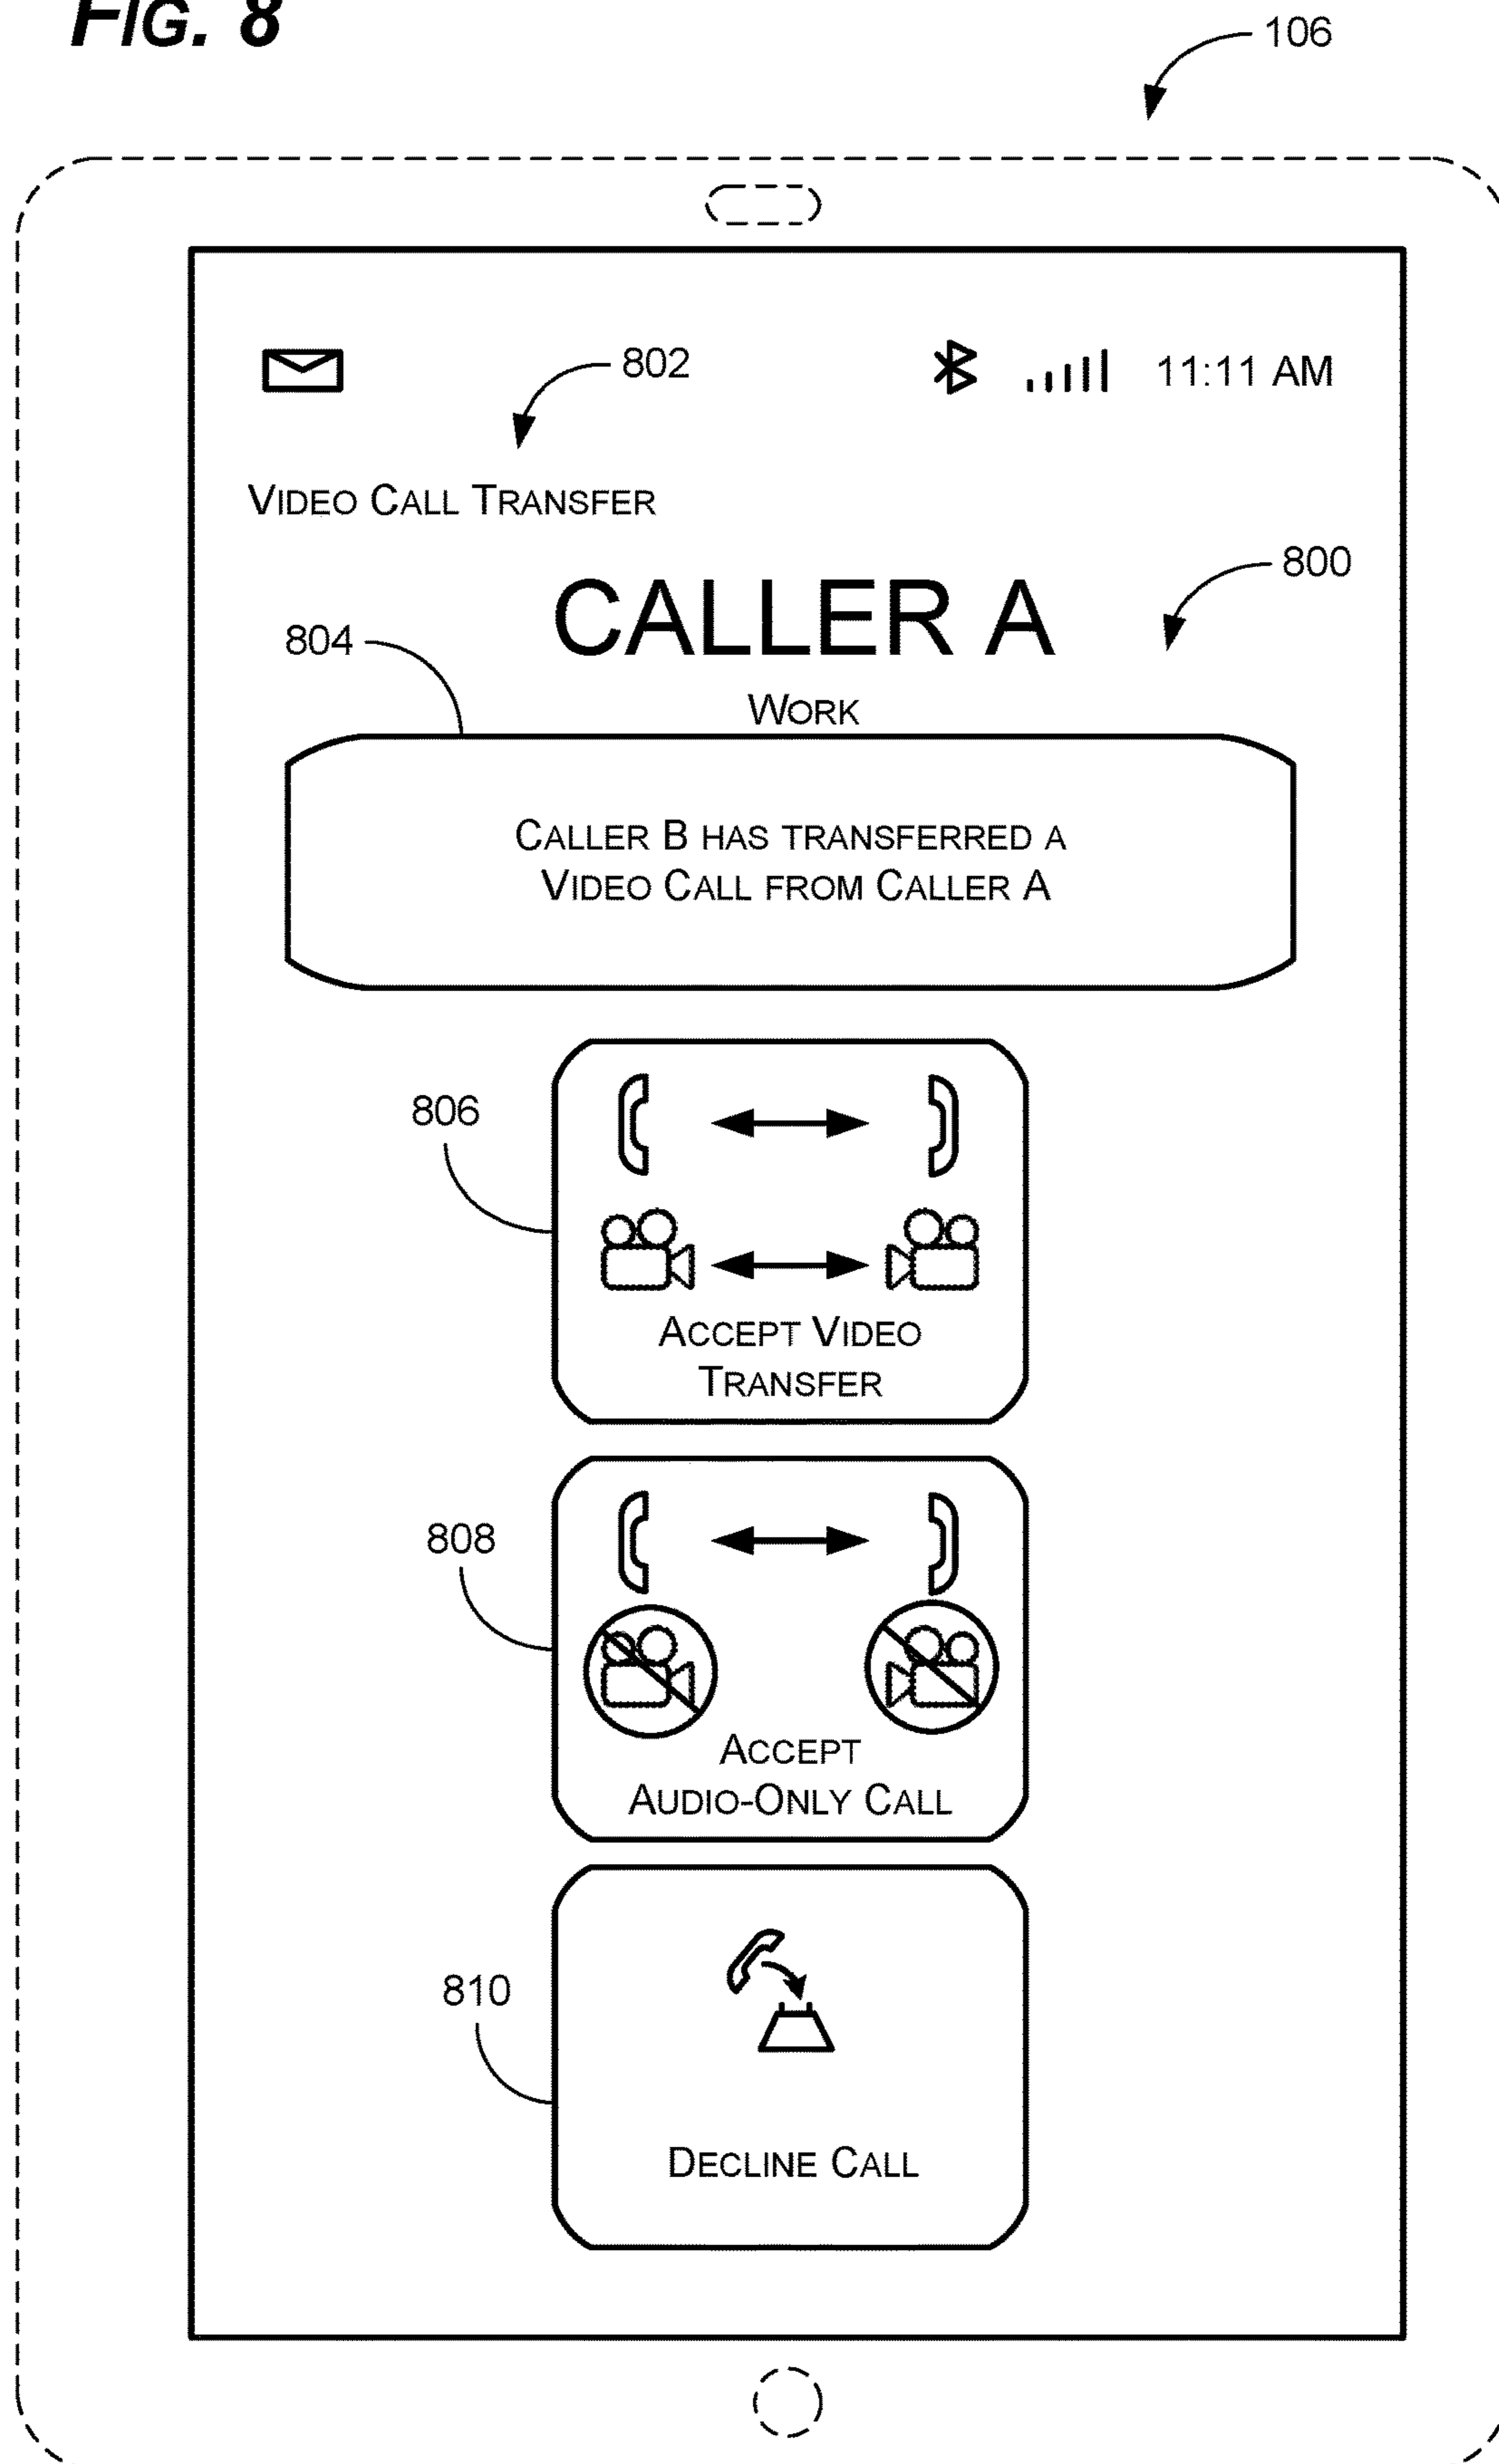 FIG. 8
106
802
11:11 AM
VIDEO CALL TRANSFER
800
CALLER A
804
WORK
CALLER B HAS TRANSFERRED A
VIDEO CALL FROM CALLER A
806
ACCEPT VIDEO
TRANSFER
808
ACCEPT
AUDIO-ONLY CALL
810
DECLINE CALL